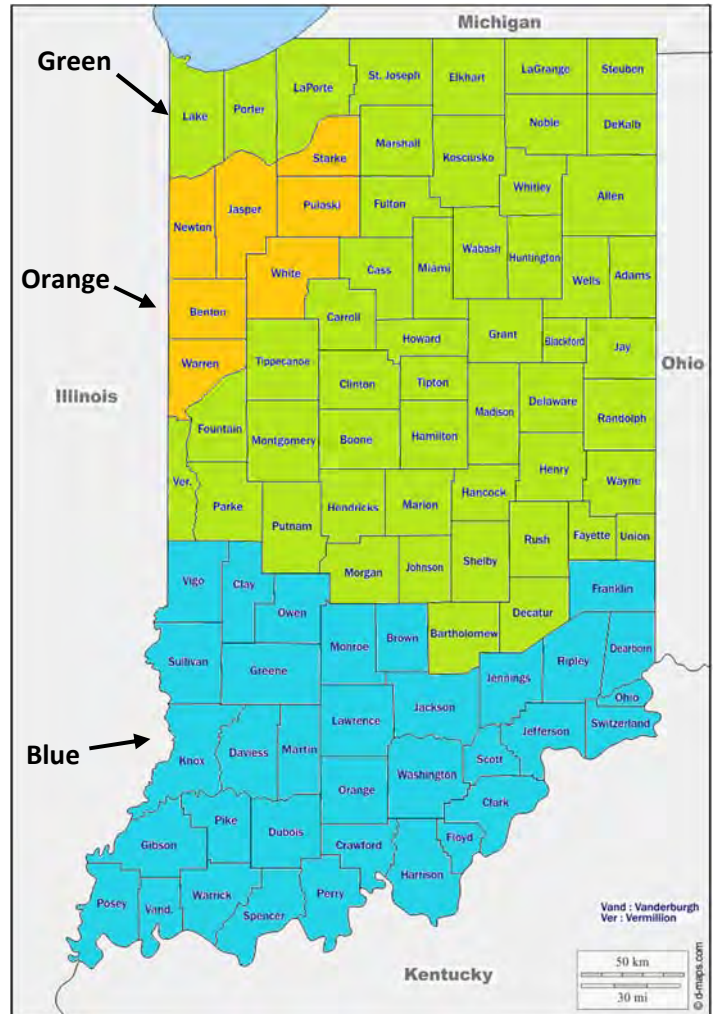 Michigan
Green
Lake
Porter
LaPorte
St. Joseph
Elkhart
LaGrange
Steuben
Noble
DeKalb
Marshall
Kosciusko
Starke
Whitley
Allen
Newton
Jasper
Pulaski
Fulton
Orange
White
Cass
Miami
Wabash
Huntington
Wells
Adams
Benton
Carroll
Howard
Grant
Blackford
Jay
Ohio
Warren
Tippecanoe
Clinton
Tipton
Illinois
Madison
Delaware
Randolph
Fountain
Montgomery
Boone
Hamilton
Henry
Wayne
Ver.
Parke
Putnam
Hendricks
Marion
Hancock
Rush
Fayette
Union
Morgan
Johnson
Shelby
Vigo
Clay
Owen
Franklin
Monroe
Brown
Bartholomew
Decatur
Sullivan
Greene
Jennings
Ripley
Dearborn
Ohio
Lawrence
Jackson
Jefferson
Switzerland
Blue
Knox
Daviess
Martin
Washington
Scott
Orange
Clark
Pike
Dubois
Gibson
Crawford
Floyd
Harrison
Posey
Vand.
Warrick
Spencer
Perry
Vand : Vanderburgh
Ver : Vermillion
50 km
30 mi
© d-maps.com
Kentucky